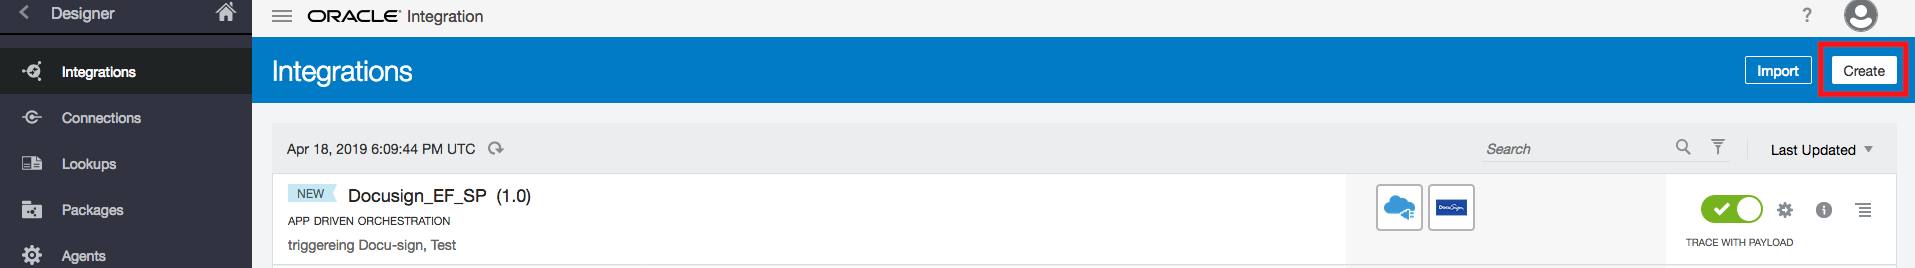 Designer
ORACLE Integration
?
Integrations
Connections
Lookups
Packages
Agents
Integrations
Import
Create
Apr 18, 2019 6:09:44 PM UTC
Search
Last Updated
NEW
Docusign_EF_SP (1.0)
APP DRIVEN ORCHESTRATION
triggereing Docu-sign, Test
DocuSign
TRACE WITH PAYLOAD